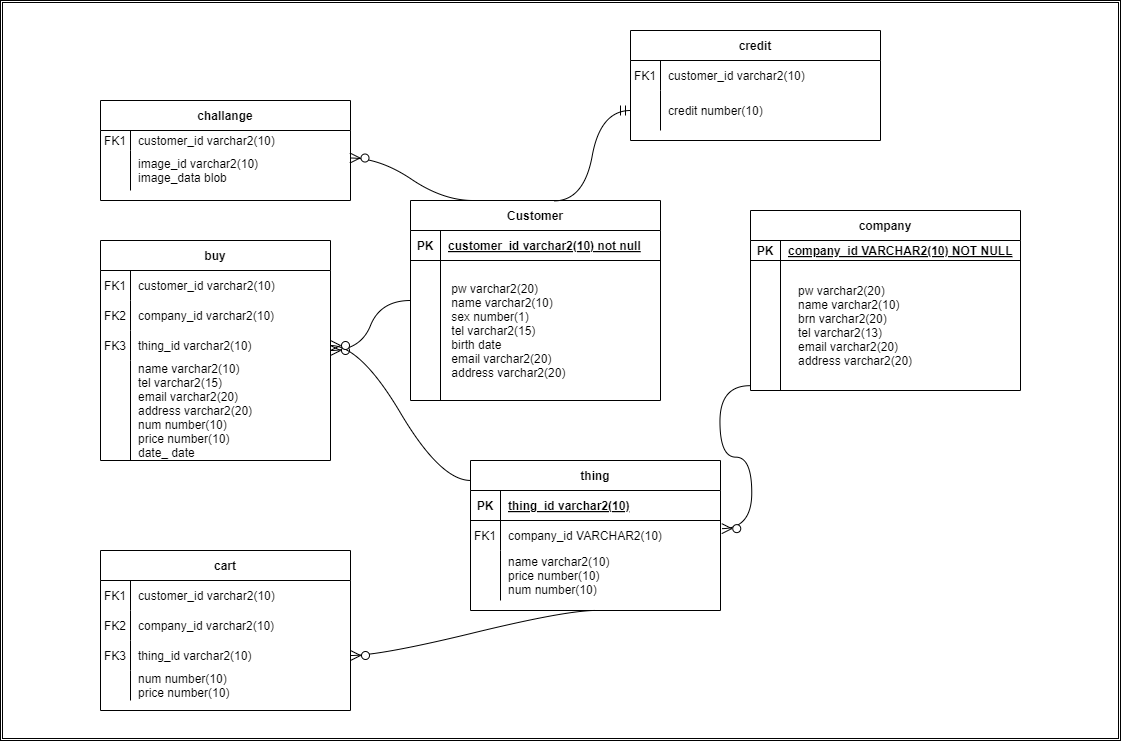 credit
FK1 customer_id varchar2(10)
credit number(10)
challange
FK1 customer_id varchar2(10)
image_id varchar2(10)
image_data blob
Customer
PK customer_id varchar2(10) not null
pw varchar2(20)
name varchar2(10)
sex number(1)
tel varchar2(15)
birth date
email varchar2(20)
address varchar2(20)
company
PK company_id VARCHAR2(10) NOT NULL
pw varchar2(20)
name varchar2(10)
brn varchar2(20)
tel varchar2(13)
email varchar2(20)
address varchar2(20)
buy
FK1 customer_id varchar2(10)
FK2 company_id varchar2(10)
FK3 thing_id varchar2(10)
name varchar2(10)
tel varchar2(15)
email varchar2(20)
address varchar2(20)
num number(10)
price number(10)
date_ date
thing
PK thing_id varchar2(10)
FK1 company_id VARCHAR2(10)
name varchar2(10)
price number(10)
num number(10)
cart
FK1 customer_id varchar2(10)
FK2 company_id varchar2(10)
FK3 thing_id varchar2(10)
num number(10)
price number(10)